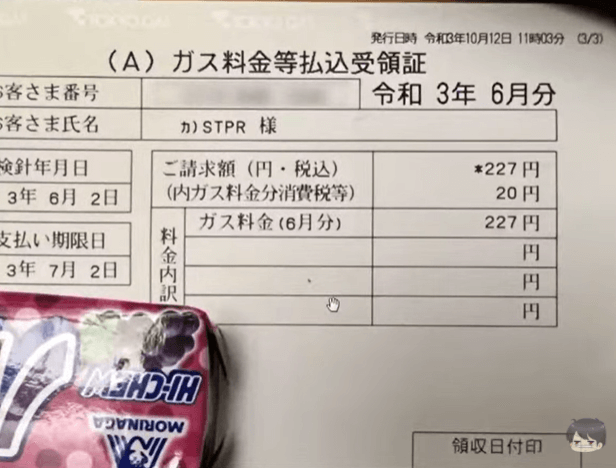 発行日時 令和3年10月12日 11時03分 (3/3)
(A) ガス料金等払込受領証
お客さま番号
令和 3年 6月分
お客さま氏名 カ)STPR 様
検針年月日
3年 6月 2日
支払い期限日
3年 7月 2日
ご請求額(円・税込) *227円
(内ガス料金分消費税等) 20円
料金内訳
ガス料金(6月分) 227円
円
円
円
HI-CHEW
MORINAGA
領収日付印